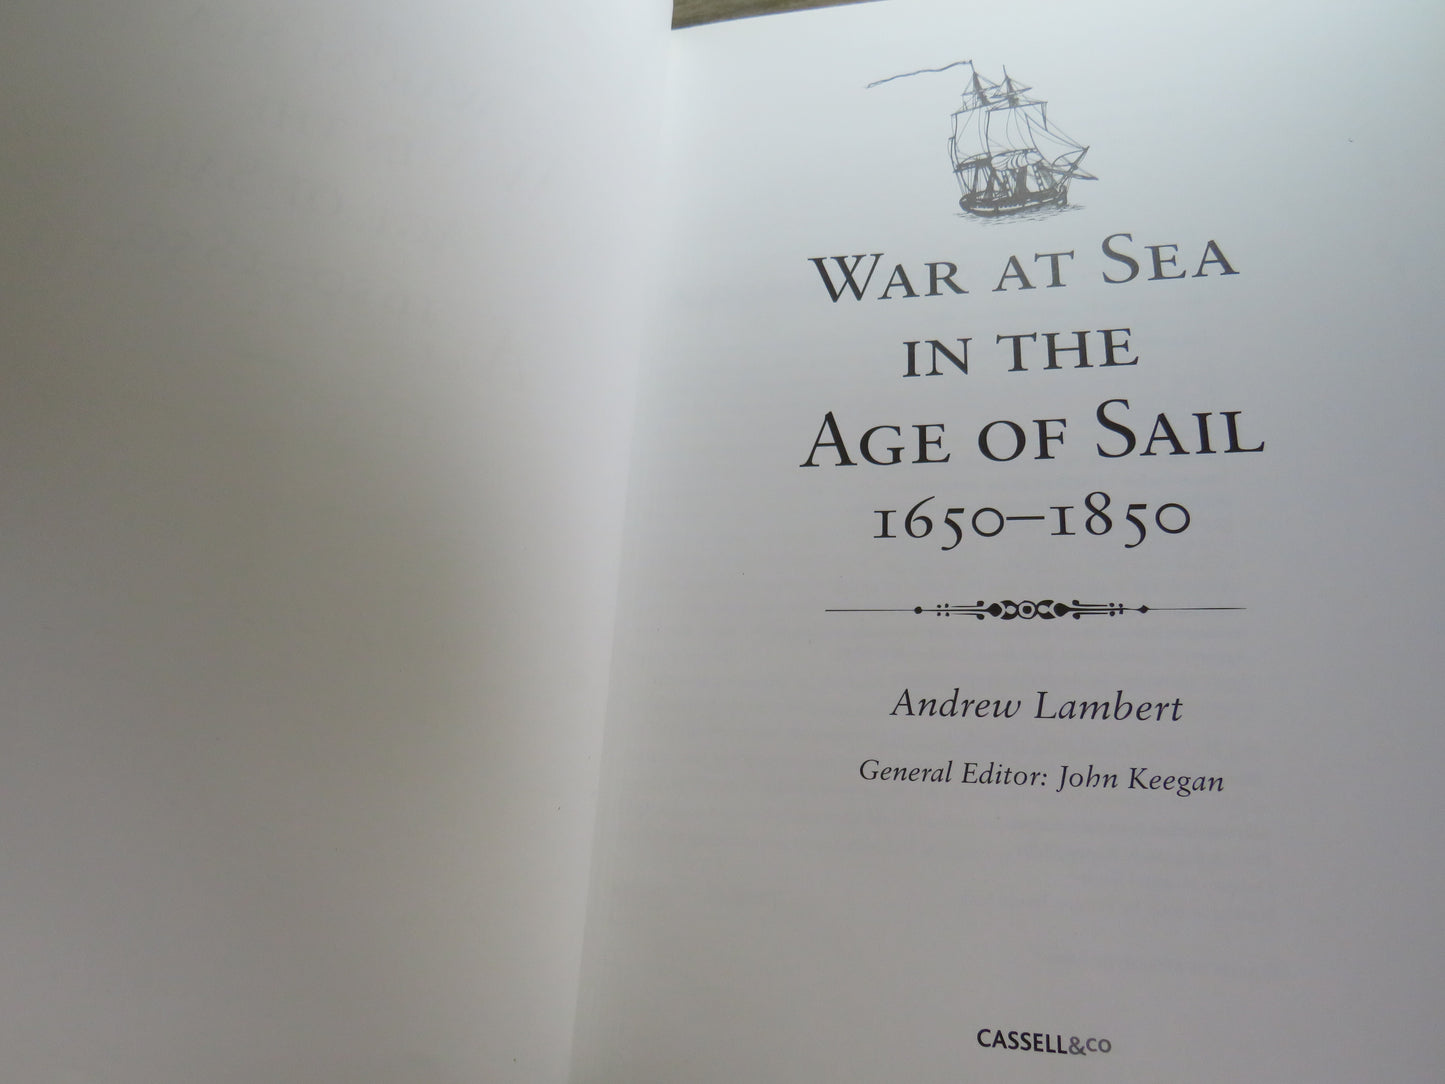 War at Sea
in the
Age of Sail
1650–1850
Andrew Lambert
General Editor: John Keegan
CASSELL&CO